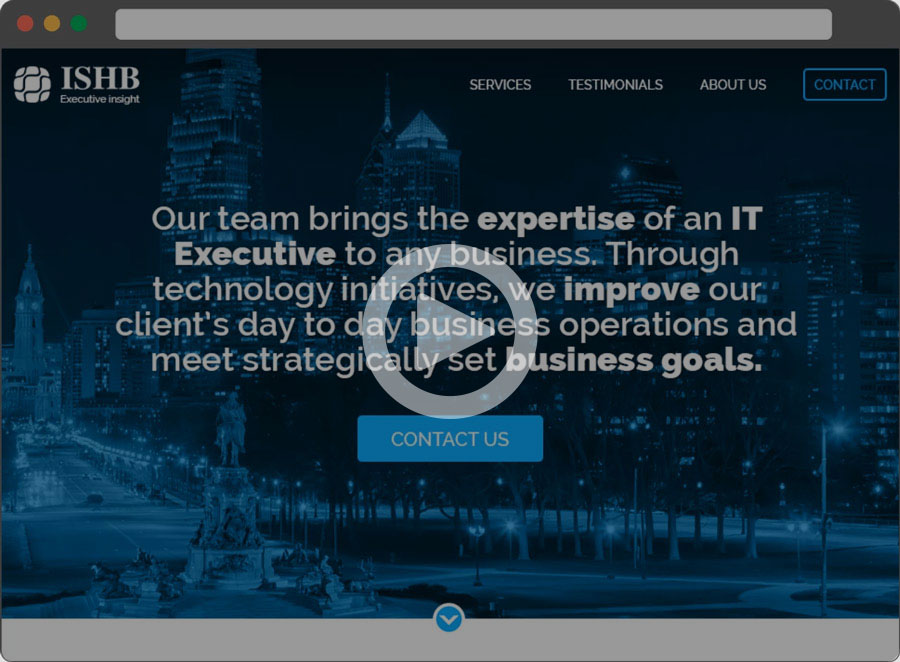 ISHB
Executive insight
SERVICES
TESTIMONIALS
ABOUT US
CONTACT
Our team brings the expertise of an IT
Executive to any business. Through
technology initiatives, we improve our
client's day to day business operations and
meet strategically set business goals.
CONTACT US